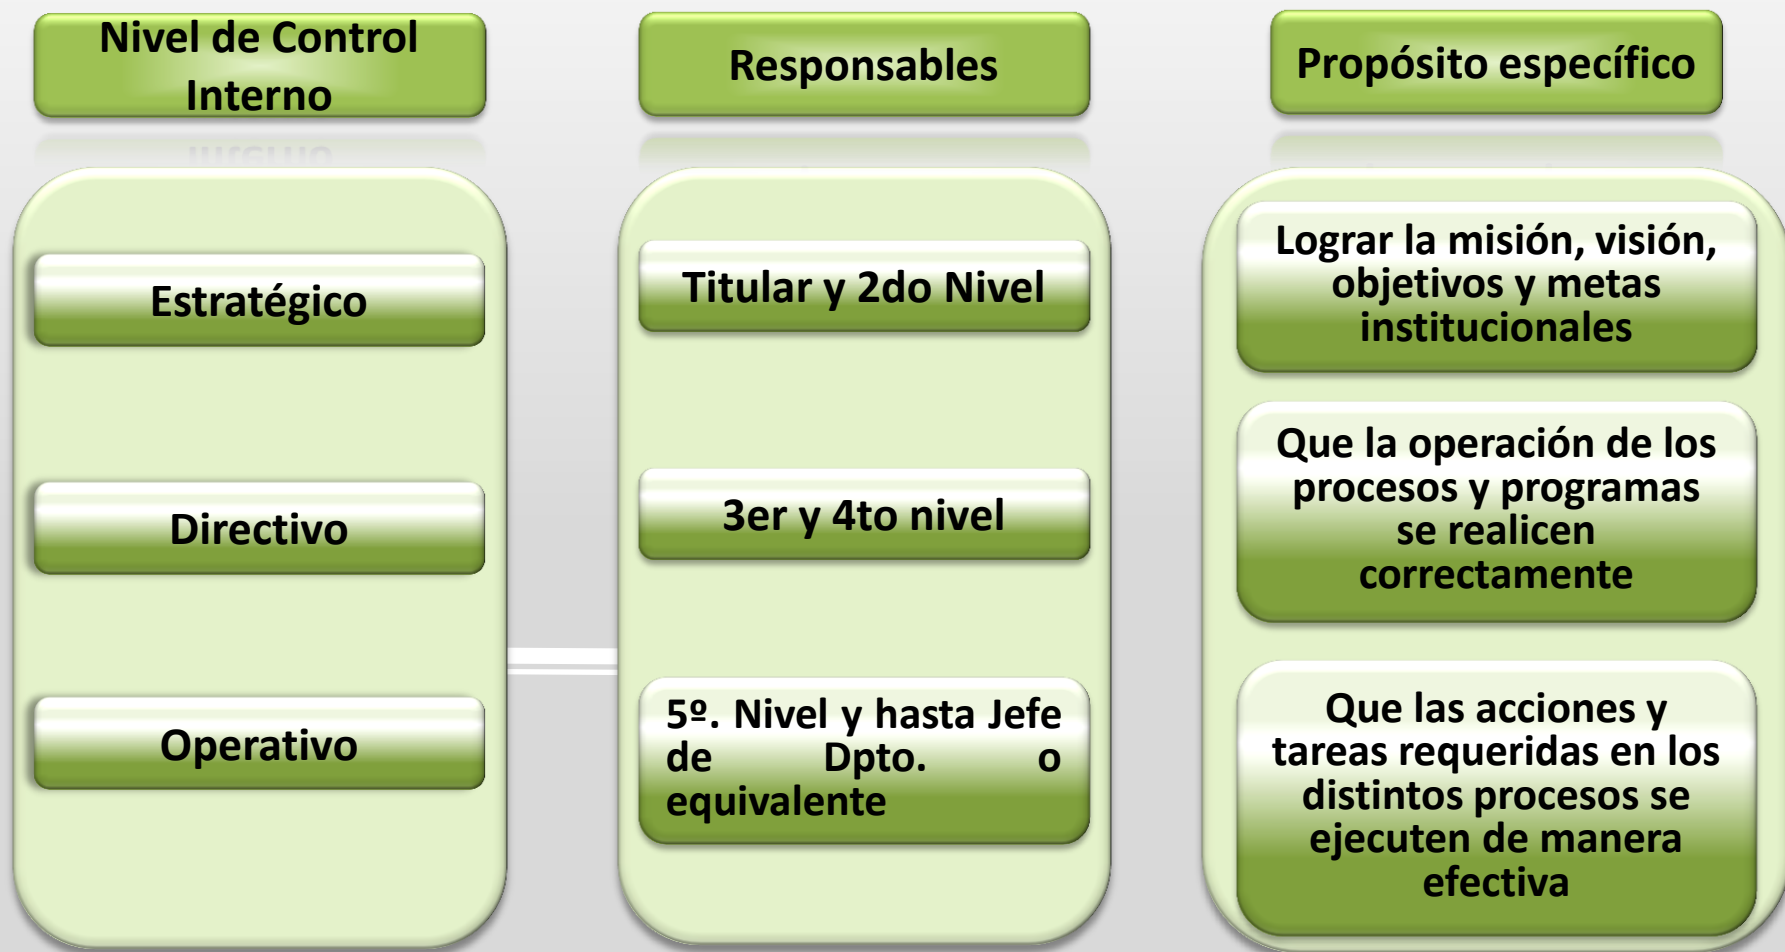 Nivel de Control
Interno
Responsables
Propósito específico
Estratégico
Titular y 2do Nivel
Lograr la misión, visión,
objetivos y metas
institucionales
Directivo
3er y 4to nivel
Que la operación de los
procesos y programas
se realicen
correctamente
Operativo
5º. Nivel y hasta Jefe
de Dpto. o
equivalente
Que las acciones y
tareas requeridas en los
distintos procesos se
ejecuten de manera
efectiva